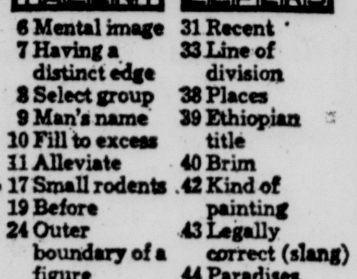 6 Mental image
7 Having a
distinct edge
8 Select group
9 Man's name
10 Fill to excess
11 Alleviate
17 Small rodents
19 Before
24 Outer
boundary of a
figure
31 Recent
33 Line of
division
38 Places
39 Ethiopian
title
40 Brim
42 Kind of
painting
43 Legally
correct (slang)
44 Paradises